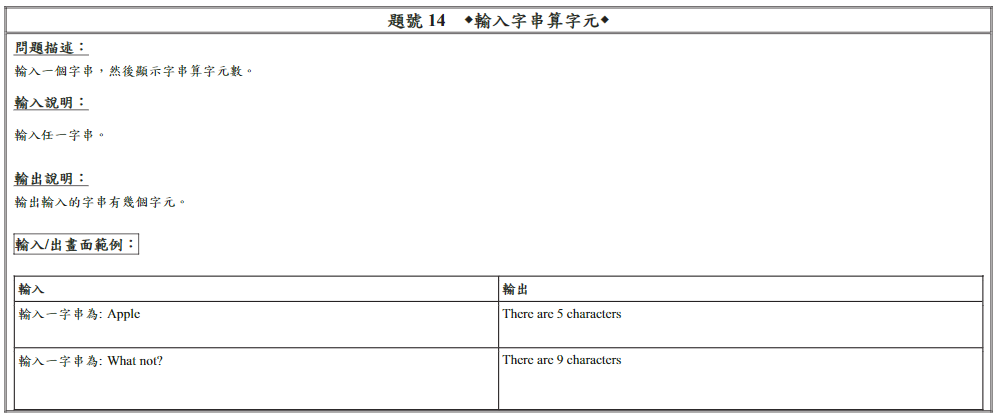 題號 14 ◆輸入字串算字元◆
問題描述：
輸入一個字串，然後顯示字串算字元數。
輸入說明：
輸入任一字串。
輸出說明：
輸出輸入的字串有幾個字元。
輸入/出畫面範例：
輸入 輸出
輸入一字串為: Apple There are 5 characters
輸入一字串為: What not? There are 9 characters